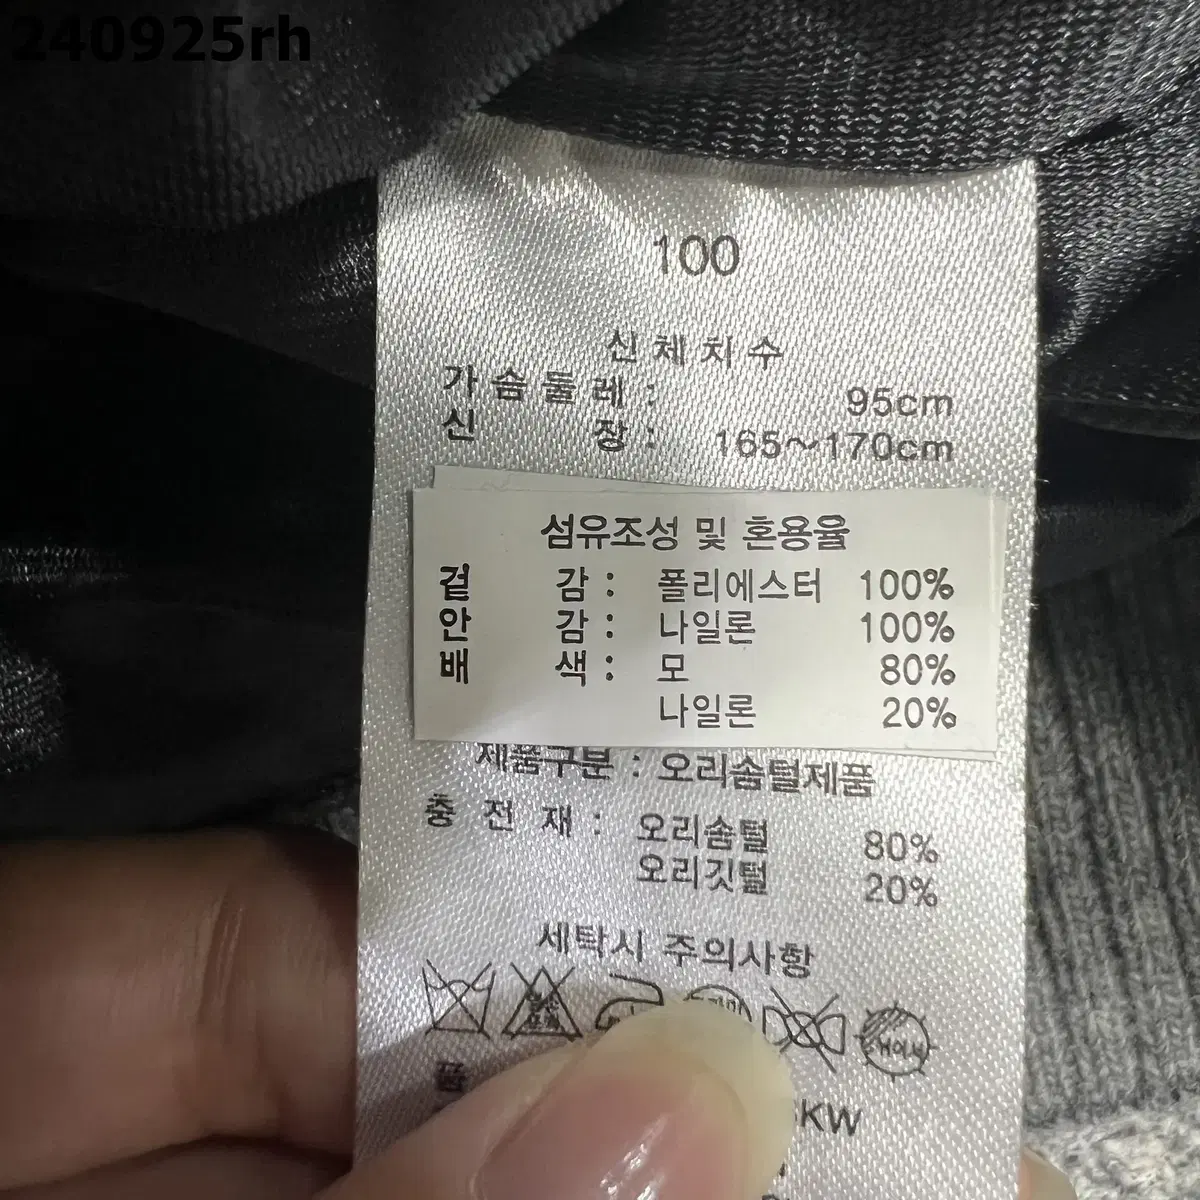 240925rh
100
신체치수
가슴둘레 : 95cm
신 장 : 165~170cm
섬유조성 및 혼용율
겉 감 : 폴리에스터 100%
안 감 : 나일론 100%
배 색 : 모 80%
나일론 20%
제품구분 : 오리솜털제품
충 전 재 : 오리솜털 80%
오리깃털 20%
세탁시 주의사항
품
KW